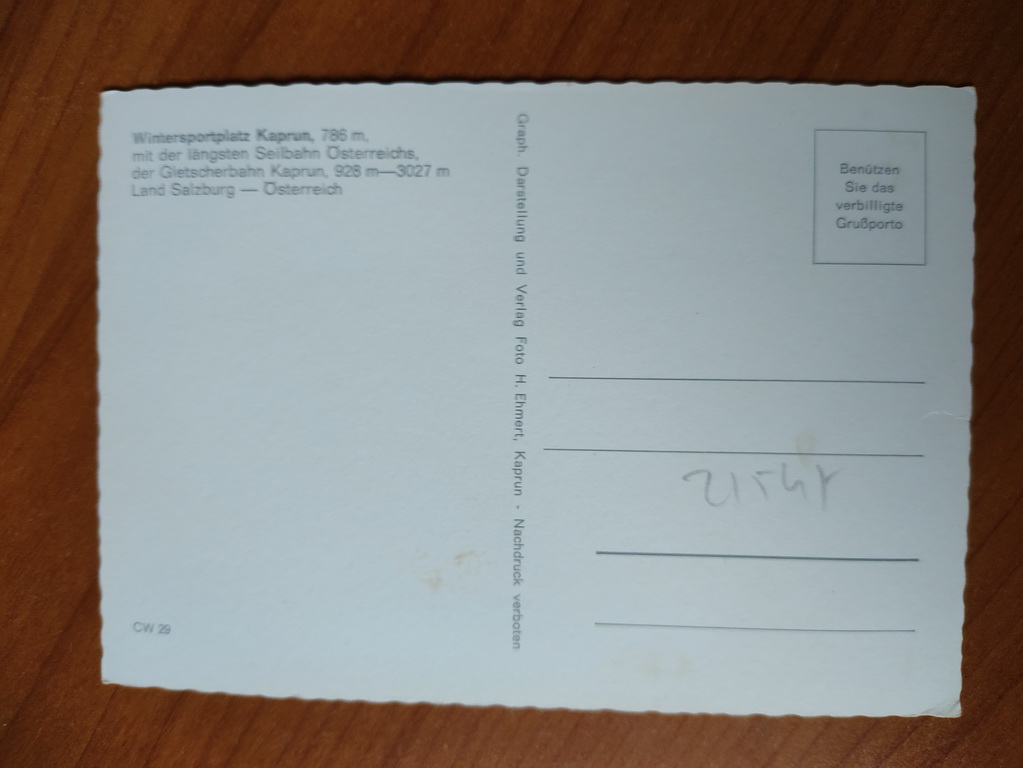 Wintersportplatz Kaprun, 786 m,
mit der längsten Seilbahn Österreichs,
der Gletscherbahn Kaprun, 928 m—3027 m
Land Salzburg — Österreich
CW 29
Graph. Darstellung und Verlag Foto H. Ehmert, Kaprun - Nachdruck verboten
Benützen
Sie das
verbilligte
Grußporto